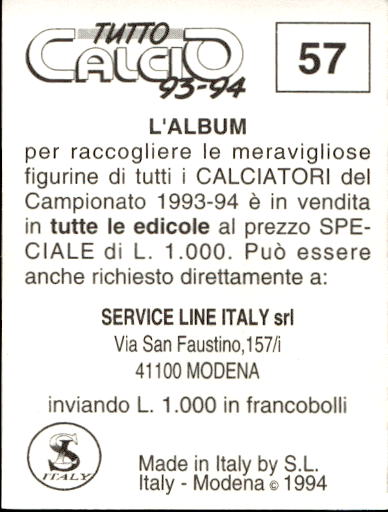 TUTTO
CALCIO
93-94
57
L'ALBUM
per raccogliere le meravigliose
figurine di tutti i CALCIATORI del
Campionato 1993-94 è in vendita
in tutte le edicole al prezzo SPE-
CIALE di L. 1.000. Può essere
anche richiesto direttamente a:
SERVICE LINE ITALY srl
Via San Faustino,157/i
41100 MODENA
inviando L. 1.000 in francobolli
SL
ITALY
Made in Italy by S.L.
Italy - Modena © 1994